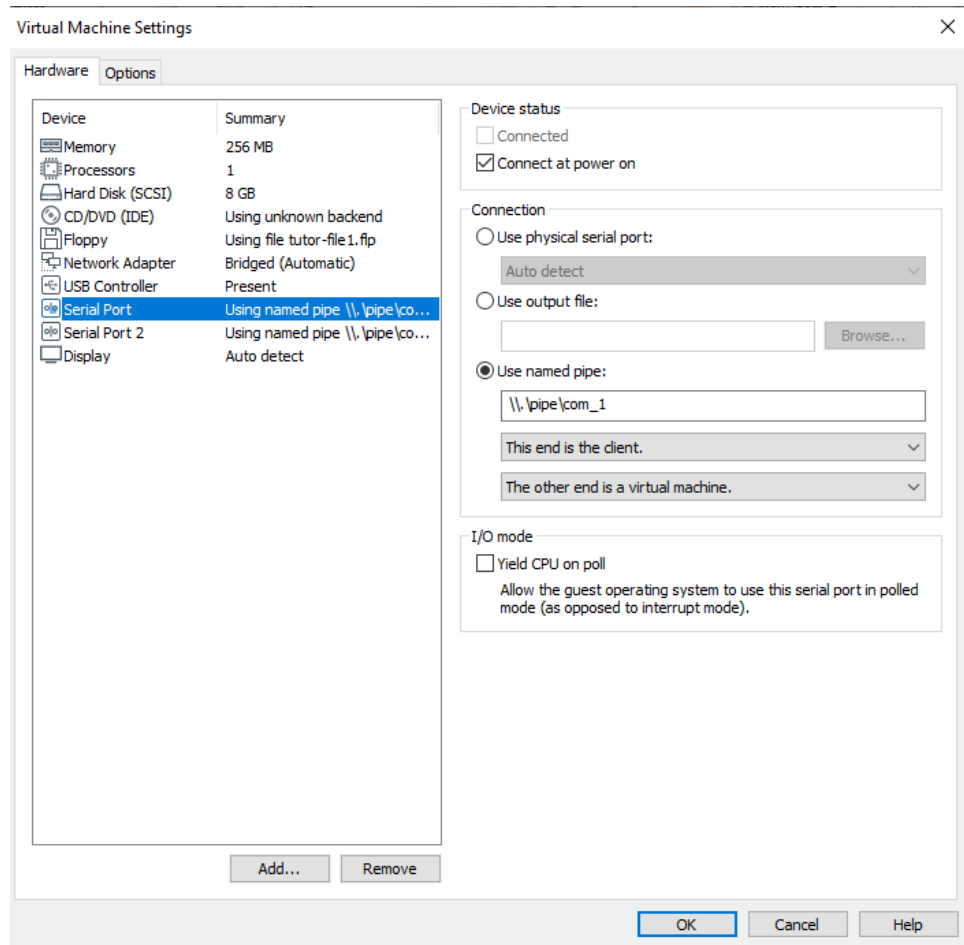 Virtual Machine Settings
Hardware Options
Device Summary
Memory 256 MB
Processors 1
Hard Disk (SCSI) 8 GB
CD/DVD (IDE) Using unknown backend
Floppy Using file tutor-file1.flp
Network Adapter Bridged (Automatic)
USB Controller Present
Serial Port Using named pipe \\.\pipe\co...
Serial Port 2 Using named pipe \\.\pipe\co...
Display Auto detect
Add... Remove
Device status
Connected
Connect at power on
Connection
Use physical serial port:
Auto detect
Use output file:
Browse...
Use named pipe:
\\.\pipe\com_1
This end is the client.
The other end is a virtual machine.
I/O mode
Yield CPU on poll
Allow the guest operating system to use this serial port in polled
mode (as opposed to interrupt mode).
OK Cancel Help